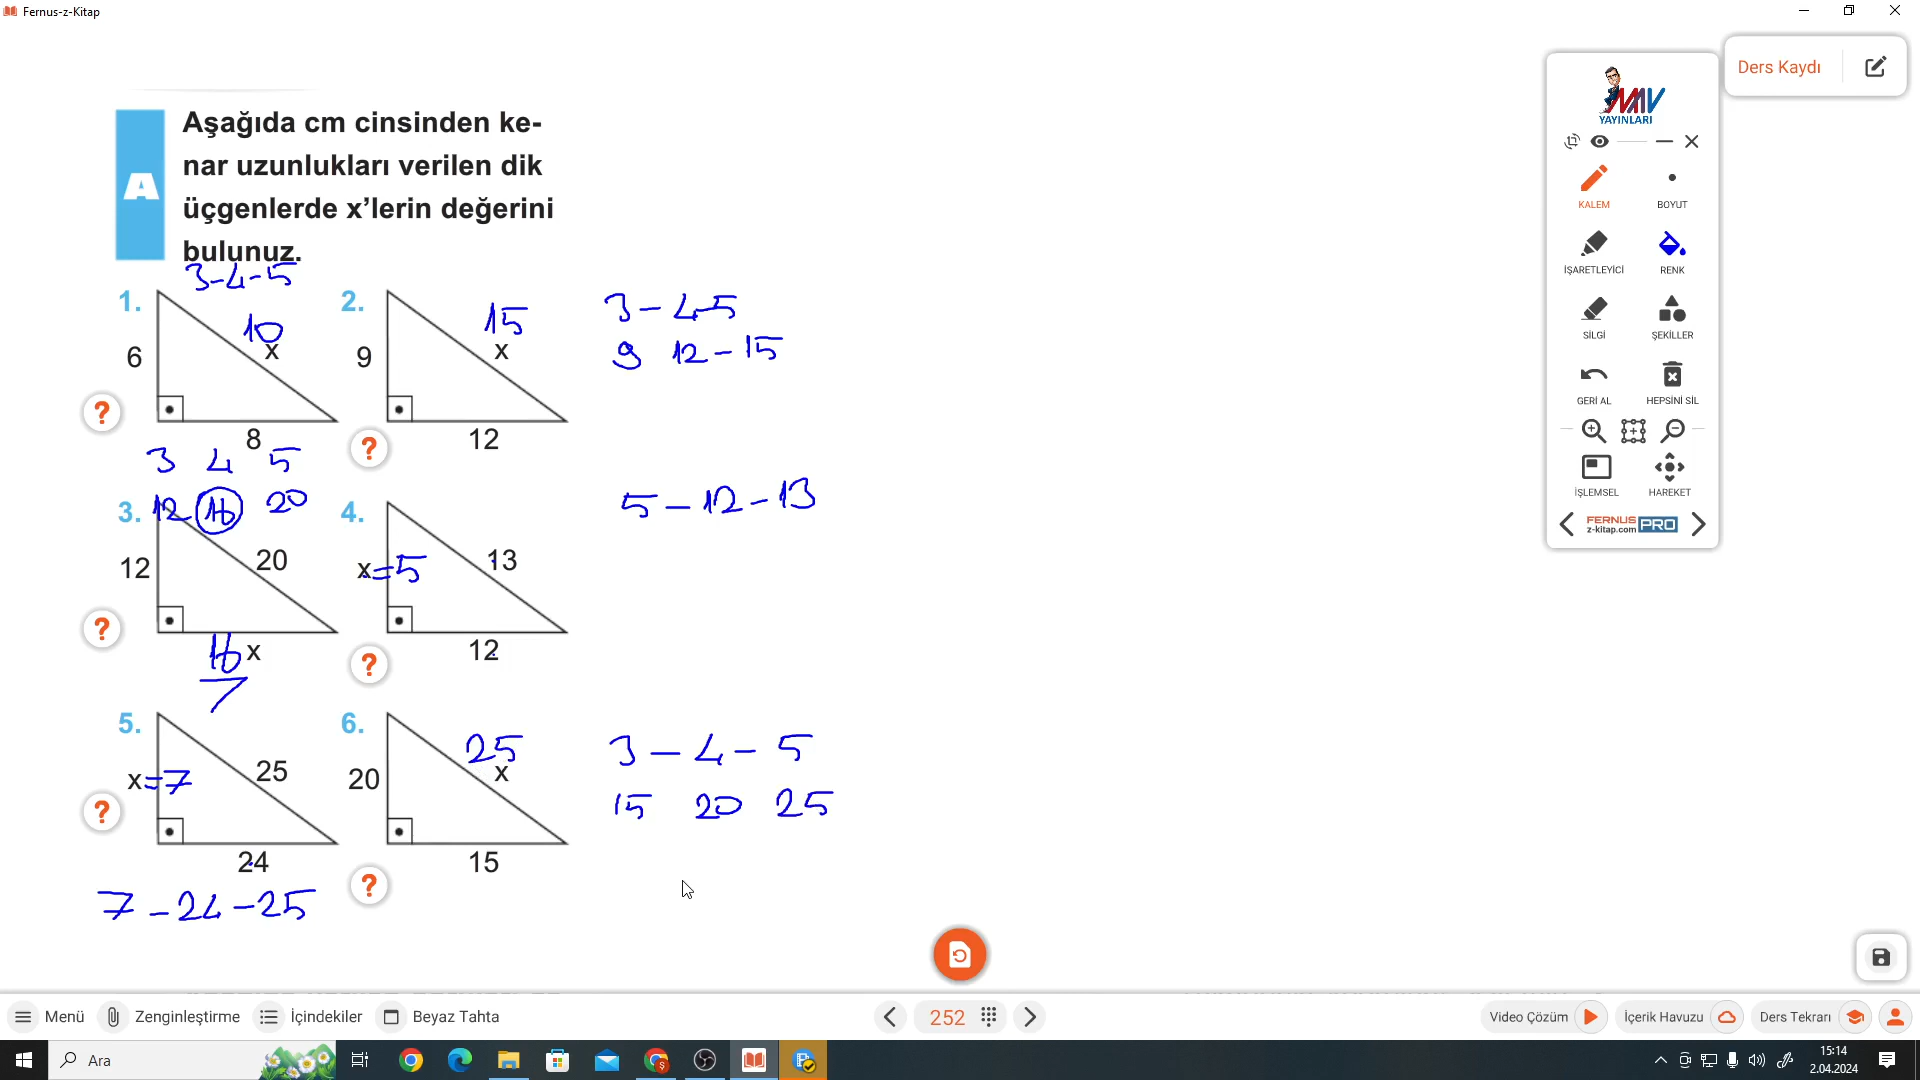 Fernus-z-Kitap
Ders Kaydı
A
Aşağıda cm cinsinden ke-
nar uzunlukları verilen dik
üçgenlerde x'lerin değerini
bulunuz.
3-4-5
1.
6
10
x
8
?
2.
9
15
x
12
?
3 - 4-5
9 12 - 15
3 4 5
12 16 20
3.
12
20
16 x
?
4.
x=5
13
12
?
5 - 12 - 13
5.
x=7
25
24
?
7 - 24 - 25
6.
20
25
x
15
?
3 - 4 - 5
15 20 25
MMV
YAYINLARI
KALEM
BOYUT
İŞARETLEYİCİ
RENK
SİLGİ
ŞEKİLLER
GERİ AL
HEPSİNİ SİL
İŞLEMSEL
HAREKET
FERNUS
z-kitap.com PRO
Menü
Zenginleştirme
İçindekiler
Beyaz Tahta
252
Video Çözüm
İçerik Havuzu
Ders Tekrarı
Ara
15:14
2.04.2024